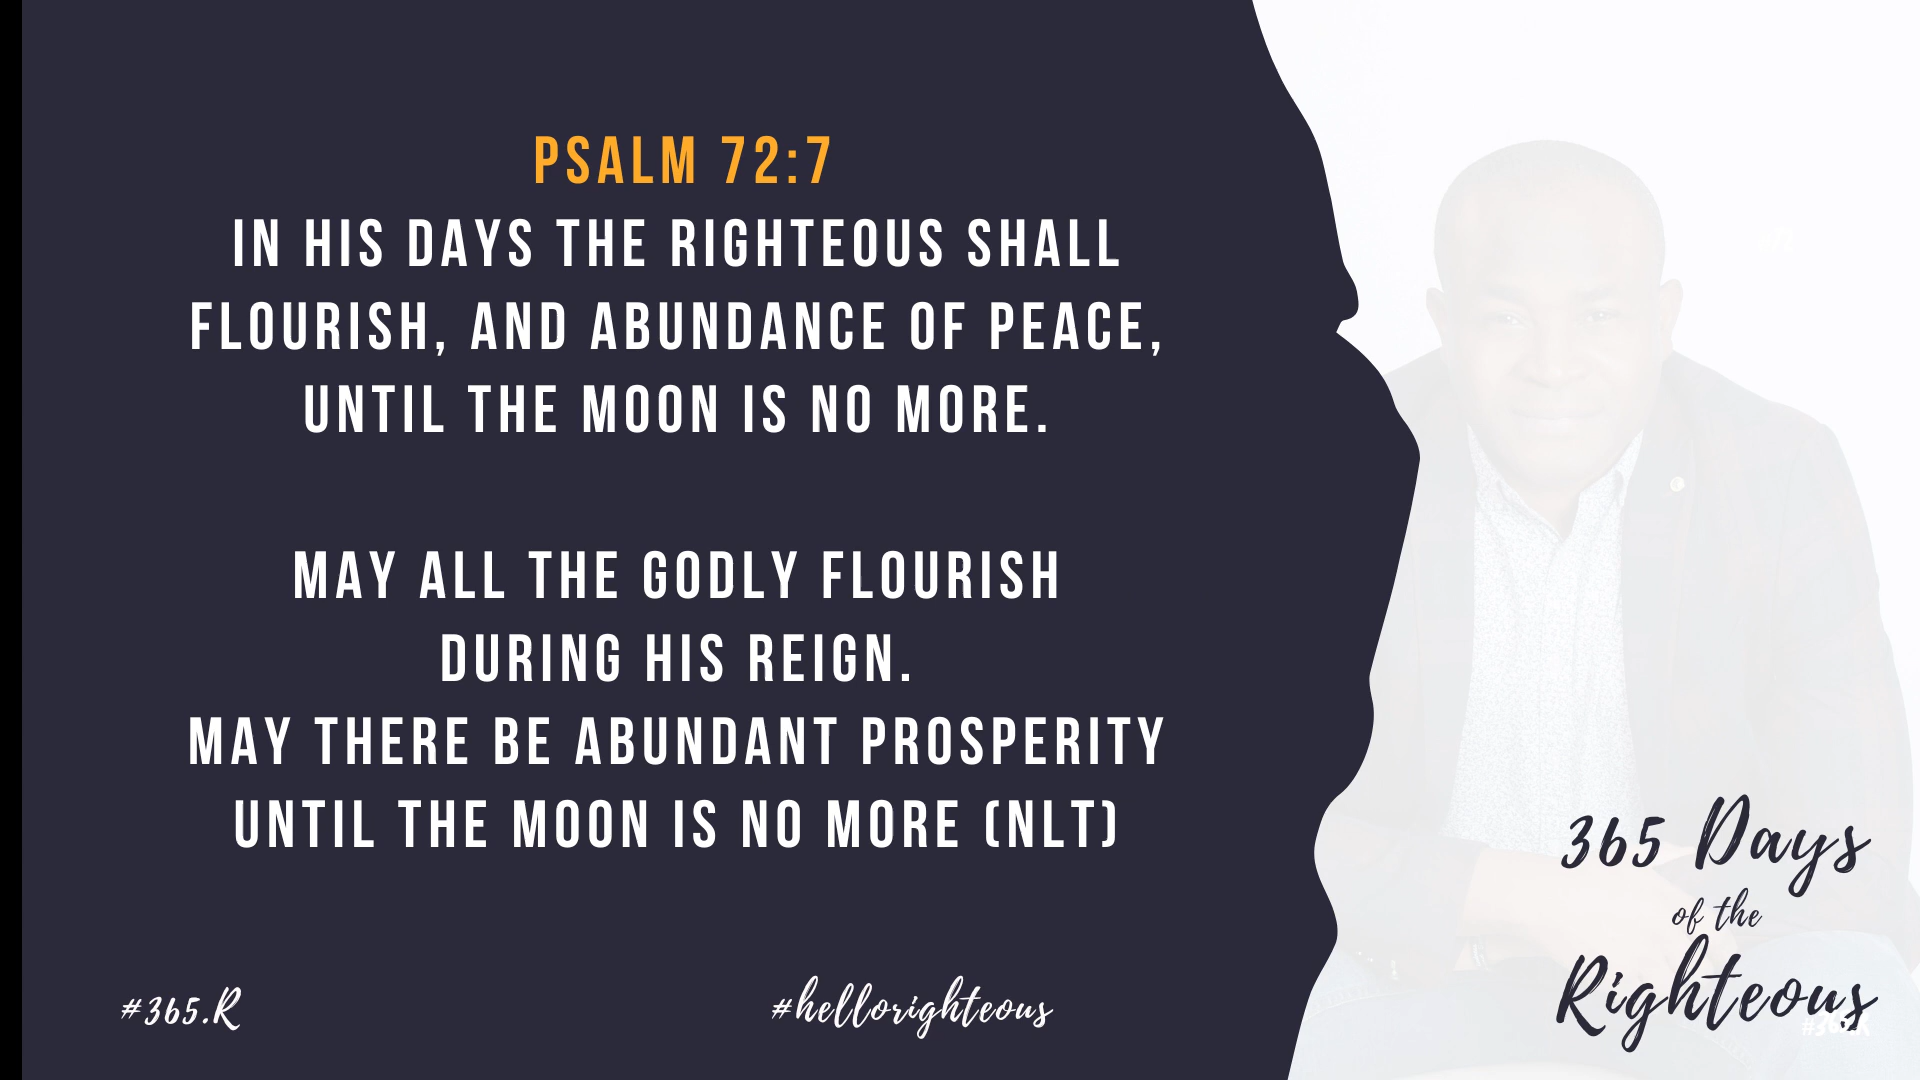 PSALM 72:7
IN HIS DAYS THE RIGHTEOUS SHALL
FLOURISH, AND ABUNDANCE OF PEACE,
UNTIL THE MOON IS NO MORE.
MAY ALL THE GODLY FLOURISH
DURING HIS REIGN.
MAY THERE BE ABUNDANT PROSPERITY
UNTIL THE MOON IS NO MORE (NLT)
#365.R
#hellorighteous
365 Days
of the
Righteous